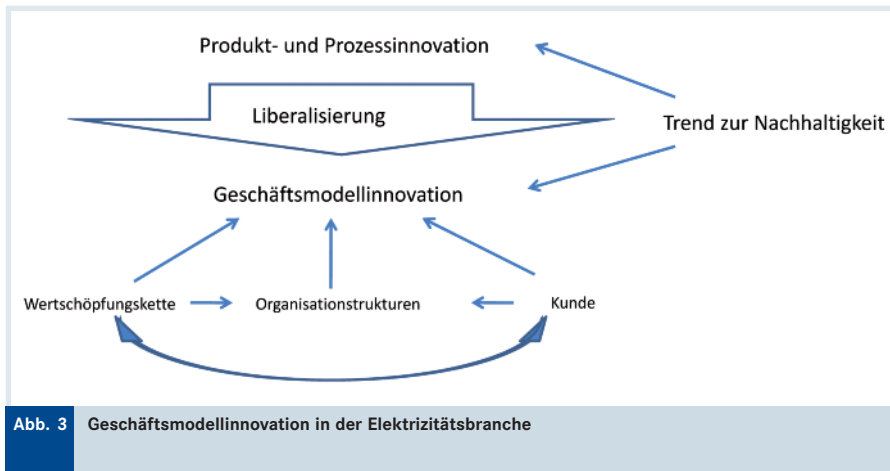 Produkt- und Prozessinnovation
Liberalisierung
Trend zur Nachhaltigkeit
Geschäftsmodellinnovation
Wertschöpfungskette
Organisationstrukturen
Kunde
Abb. 3 Geschäftsmodellinnovation in der Elektrizitätsbranche